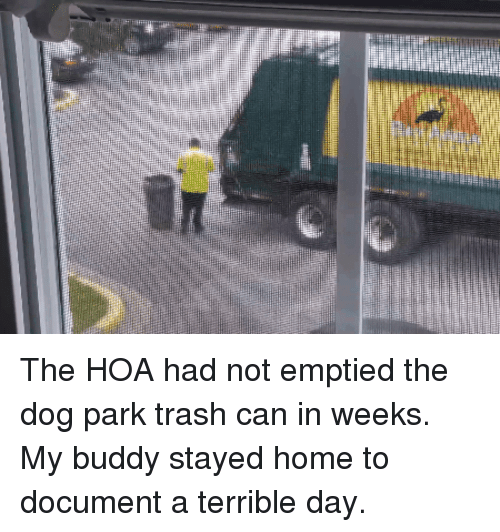 The HOA had not emptied the
dog park trash can in weeks.
My buddy stayed home to
document a terrible day.